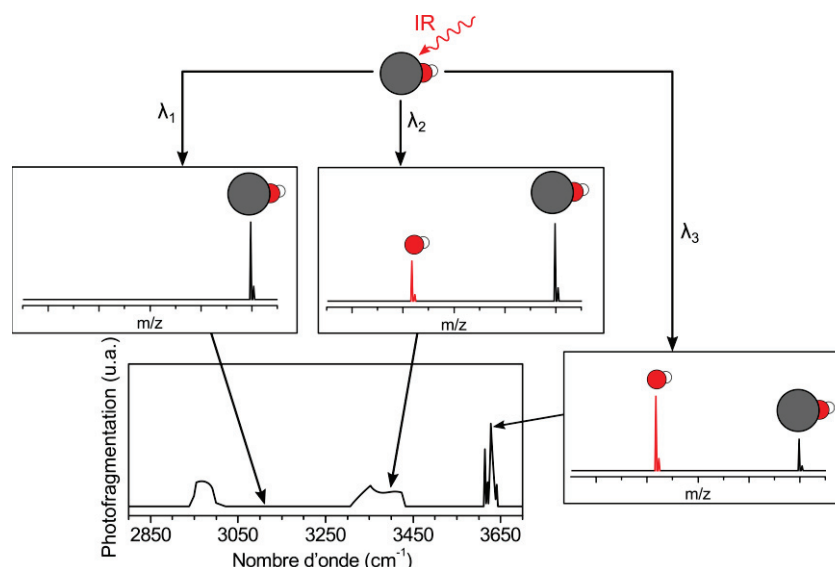 IR
λ1
λ2
λ3
m/z
m/z
m/z
Photofragmentation (u.a.)
2850 3050 3250 3450 3650
Nombre d'onde (cm-1)